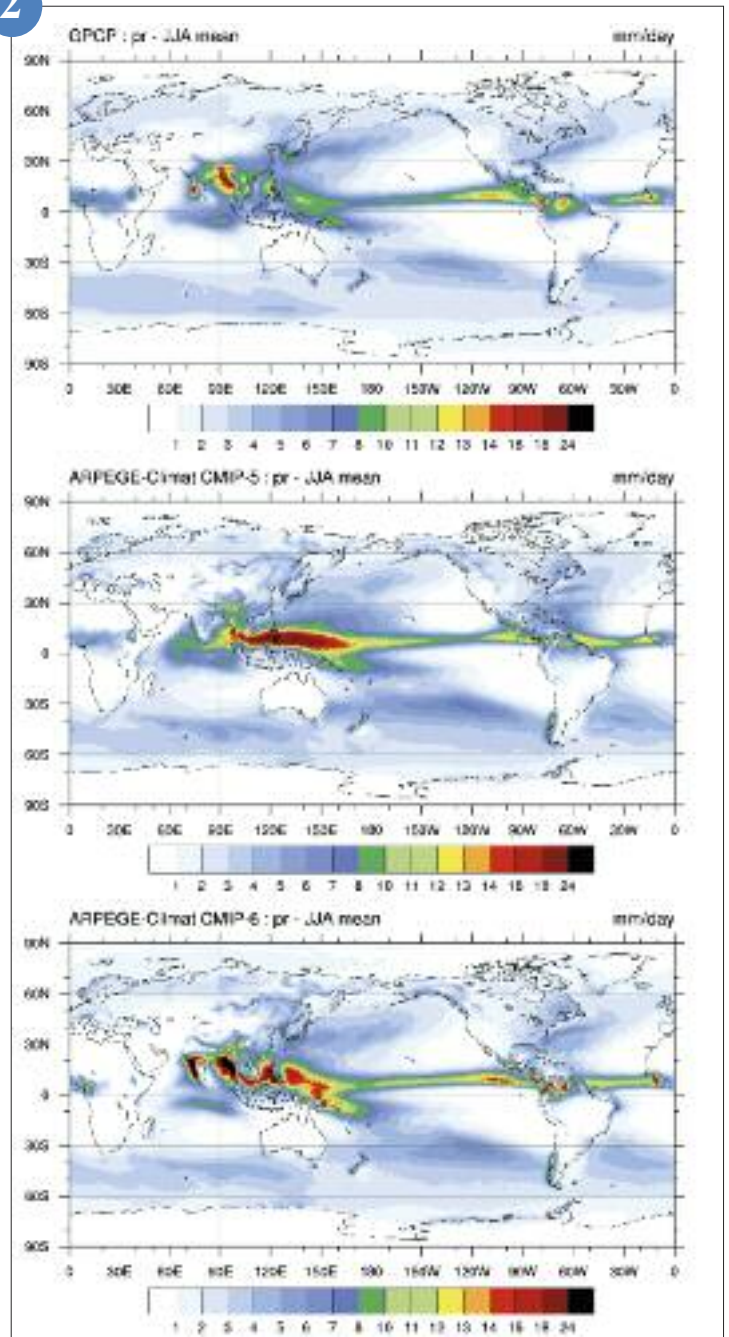 2
GPCP : pr - JJA mean mm/day
90N
60N
30N
0
30S
60S
90S
0 30E 60E 90E 120E 150E 180 150W 120W 90W 60W 30W 0
1 2 3 4 5 6 7 8 10 11 12 13 14 16 18 24
ARPEGE-Climat CMIP-5 : pr - JJA mean mm/day
90N
60N
30N
0
30S
60S
90S
0 30E 60E 90E 120E 150E 180 150W 120W 90W 60W 30W 0
1 2 3 4 5 6 7 8 10 11 12 13 14 16 18 24
ARPEGE-Climat CMIP-6 : pr - JJA mean mm/day
90N
60N
30N
0
30S
60S
90S
0 30E 60E 90E 120E 150E 180 150W 120W 90W 60W 30W 0
1 2 3 4 5 6 7 8 10 11 12 13 14 16 18 24